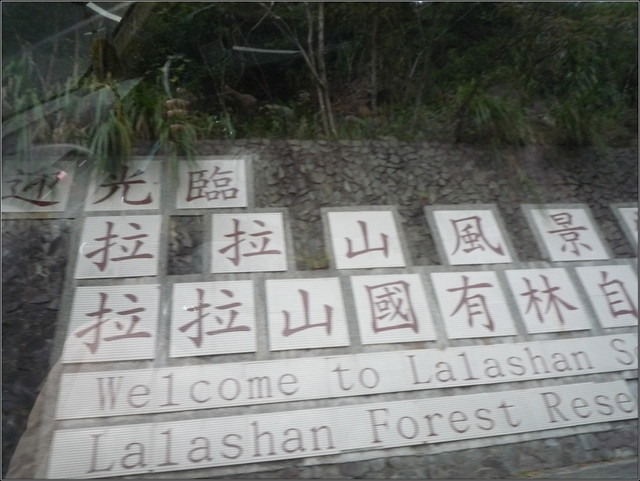 迎光臨
拉拉山風景
拉拉山國有林自
Welcome to Lalashan S
Lalashan Forest Rese